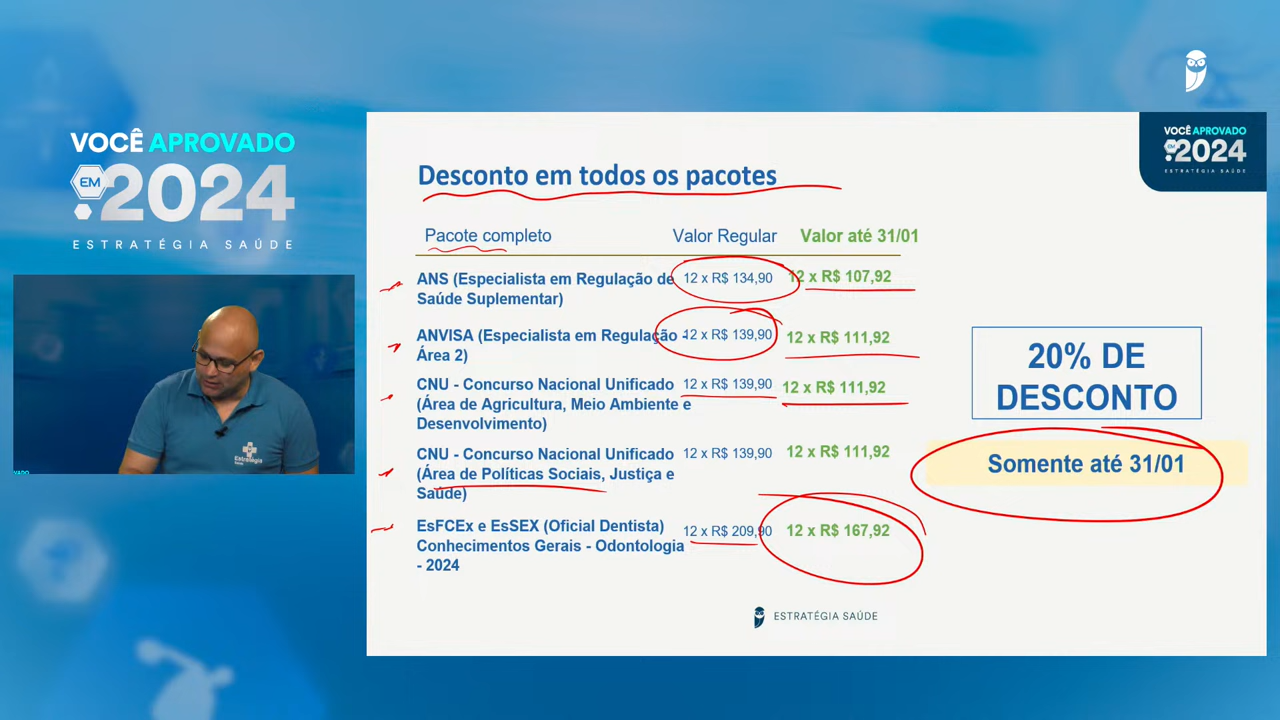 VOCÊ APROVADO
EM 2024
ESTRATÉGIA SAÚDE
VOCÊ APROVADO
EM 2024
ESTRATÉGIA SAÚDE
Desconto em todos os pacotes
Pacote completo Valor Regular Valor até 31/01
ANS (Especialista em Regulação de Saúde Suplementar) 12 x R$ 134,90 12 x R$ 107,92
ANVISA (Especialista em Regulação - Área 2) 12 x R$ 139,90 12 x R$ 111,92
CNU - Concurso Nacional Unificado (Área de Agricultura, Meio Ambiente e Desenvolvimento) 12 x R$ 139,90 12 x R$ 111,92
CNU - Concurso Nacional Unificado (Área de Políticas Sociais, Justiça e Saúde) 12 x R$ 139,90 12 x R$ 111,92
EsFCEx e EsSEX (Oficial Dentista) Conhecimentos Gerais - Odontologia - 2024 12 x R$ 209,90 12 x R$ 167,92
20% DE
DESCONTO
Somente até 31/01
Estratégia
VADO
ESTRATÉGIA SAÚDE